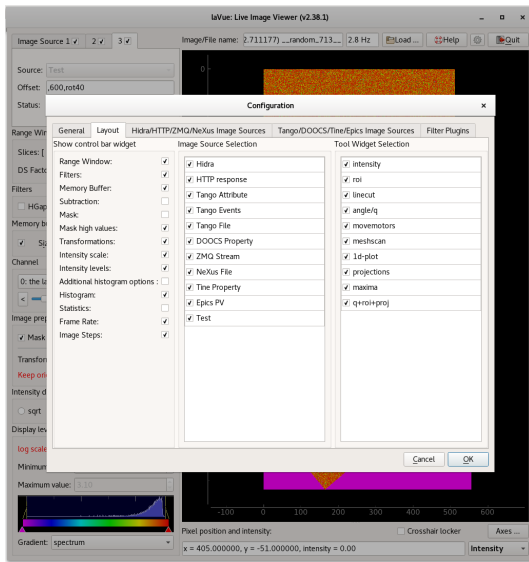 laVue: Live Image Viewer (v2.38.1)
Image Source 1 2 3
Image/File name: 2.711177) __random_713__ 2.8 Hz Load ... Help Quit
Source: Test
Offset: ,600,rot40
Status:
Configuration
General Layout Hidra/HTTP/ZMQ/NeXus Image Sources Tango/DOOCS/Tine/Epics Image Sources Filter Plugins
Show control bar widget
Range Window:
Filters:
Memory Buffer:
Subtraction:
Mask:
Mask high values:
Transformations:
Intensity scale:
Intensity levels:
Additional histogram options :
Histogram:
Statistics:
Frame Rate:
Image Steps:
Image Source Selection
Hidra
HTTP response
Tango Attribute
Tango Events
Tango File
DOOCS Property
ZMQ Stream
NeXus File
Tine Property
Epics PV
Test
Tool Widget Selection
intensity
roi
linecut
angle/q
movemotors
meshscan
1d-plot
projections
maxima
q+roi+proj
Cancel OK
Range Win
Slices: [
DS Facto
Filters
HGap
Memory b
Channel
0: the la
<
Image prep
Mask
Transfor
Keep ori
Intensity d
sqrt
Display lev
log scale
Minimum
Maximum value: 3.10
Gradient: spectrum
0
-100 0 100 200 300 400 500 600
Pixel position and intensity: Crosshair locker Axes ...
x = 405.000000, y = -51.000000, intensity = 0.00 Intensity